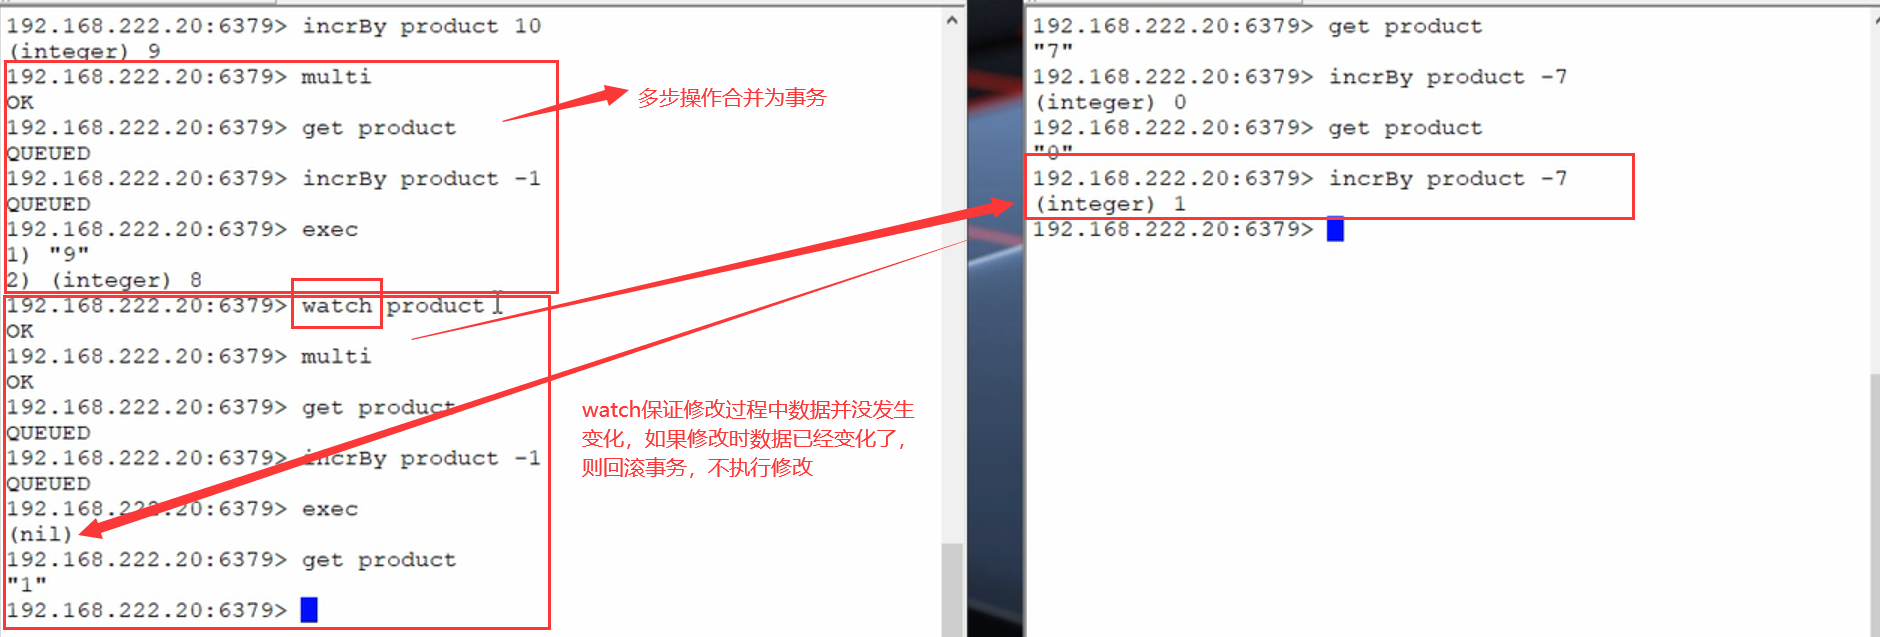 192.168.222.20:6379> incrBy product 10
(integer) 9
192.168.222.20:6379> multi
OK
192.168.222.20:6379> get product
QUEUED
192.168.222.20:6379> incrBy product -1
QUEUED
192.168.222.20:6379> exec
1) "9"
2) (integer) 8
192.168.222.20:6379> watch product
OK
192.168.222.20:6379> multi
OK
192.168.222.20:6379> get product
QUEUED
192.168.222.20:6379> incrBy product -1
QUEUED
192.168.222.20:6379> exec
(nil)
192.168.222.20:6379> get product
"1"
192.168.222.20:6379>
多步操作合并为事务
watch保证修改过程中数据并没发生
变化，如果修改时数据已经变化了，
则回滚事务，不执行修改
192.168.222.20:6379> get product
"7"
192.168.222.20:6379> incrBy product -7
(integer) 0
192.168.222.20:6379> get product
"0"
192.168.222.20:6379> incrBy product -7
(integer) 1
192.168.222.20:6379>